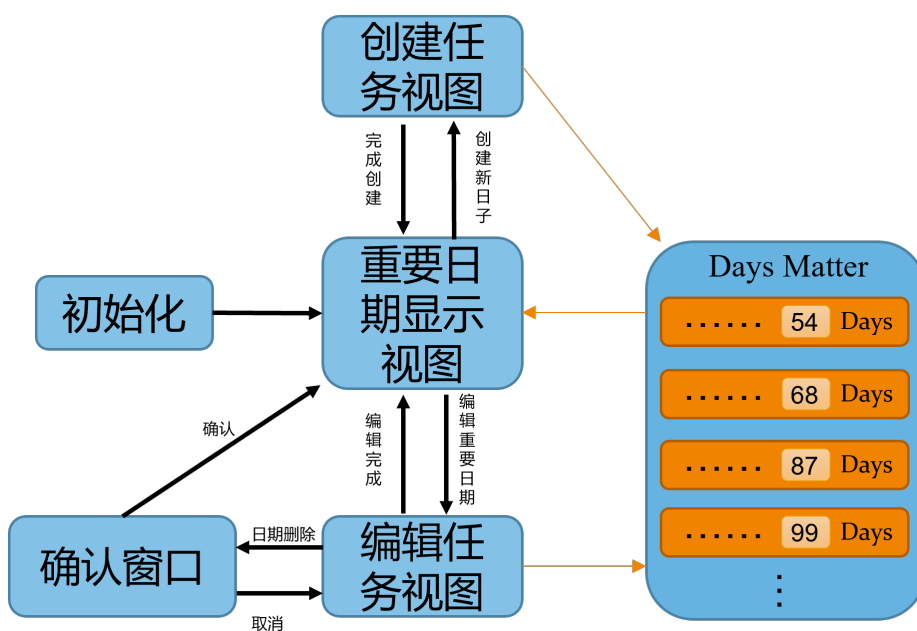 创建任
务视图
完成创建
创建新日子
Days Matter
重要日
期显示
视图
初始化
...... 54 Days
...... 68 Days
...... 87 Days
...... 99 Days
确认
编辑完成
编辑重要日期
确认窗口
日期删除
编辑任
务视图
取消